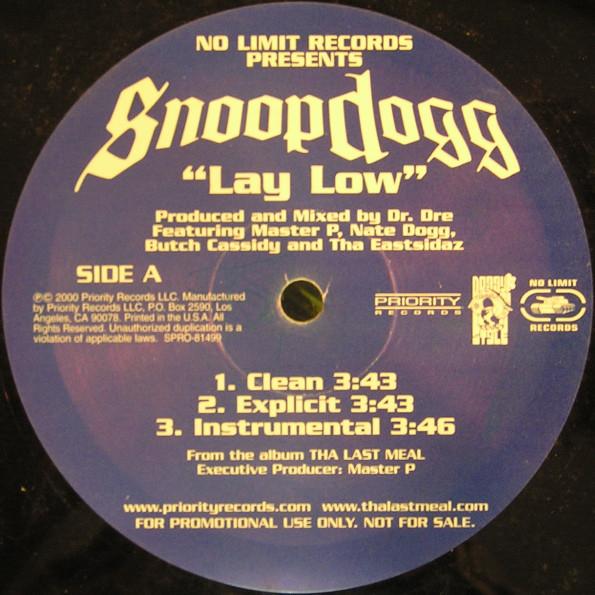 NO LIMIT RECORDS
PRESENTS
Snoop Dogg
“Lay Low”
Produced and Mixed by Dr. Dre
Featuring Master P, Nate Dogg,
Butch Cassidy and Tha Eastsidaz
SIDE A
℗© 2000 Priority Records LLC. Manufactured
by Priority Records LLC, P.O. Box 2590, Los
Angeles, CA 90078. Printed in the U.S.A. All
Rights Reserved. Unauthorized duplication is a
violation of applicable laws. SPRO-81499
PRIORITY
RECORDS
DOGGY
STYLE
NO LIMIT
RECORDS
1. Clean 3:43
2. Explicit 3:43
3. Instrumental 3:46
From the album THA LAST MEAL
Executive Producer: Master P
www.priorityrecords.com www.thalastmeal.com
FOR PROMOTIONAL USE ONLY. NOT FOR SALE.